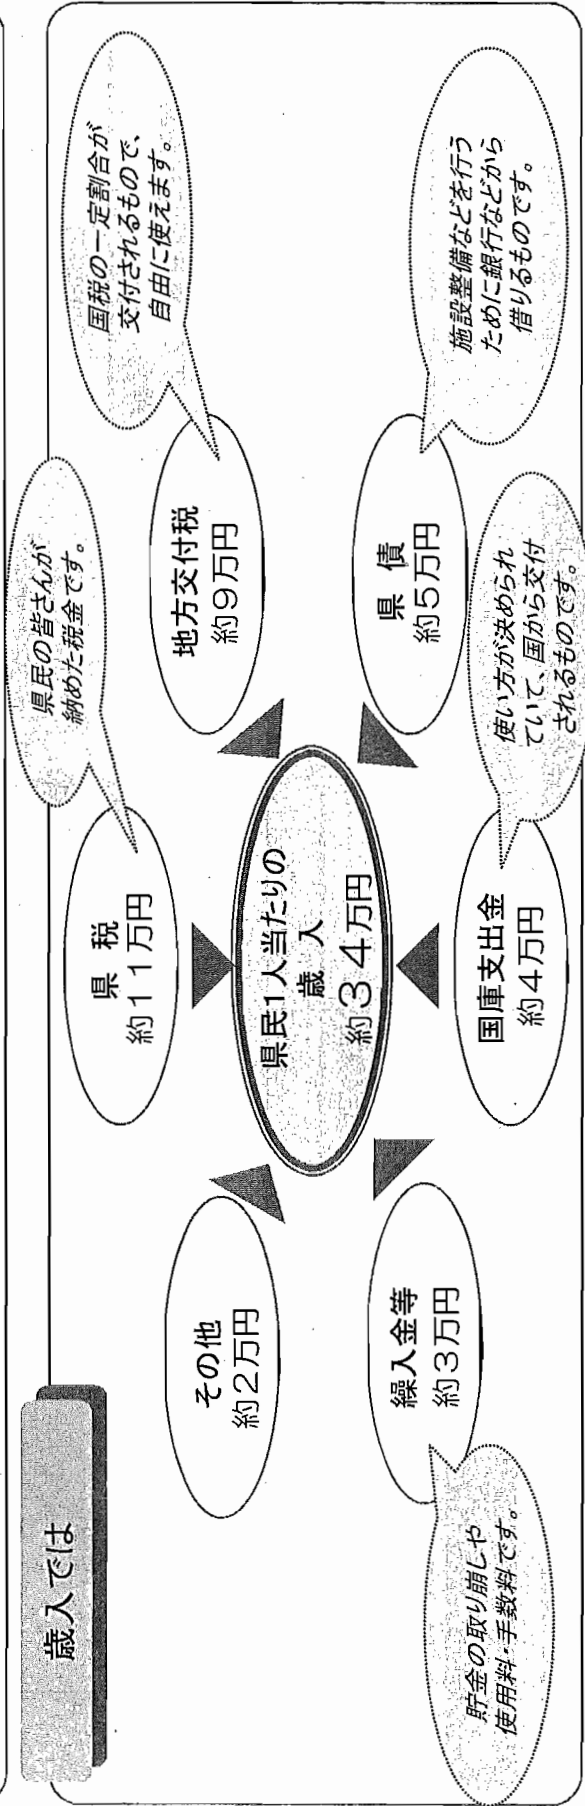 歳入では
県民の皆さんが
納めた税金です。
国税の一定割合が
交付されるもので、
自由に使えます。
県 税
約11万円
その他
約2万円
地方交付税
約9万円
県民1人当たりの
歳 入
約34万円
繰入金等
約3万円
県 債
約5万円
国庫支出金
約4万円
貯金の取り崩しや
使用料・手数料です。
使い方が決められ
ていて、国から交付
されるものです。
施設整備などを行う
ために銀行などから
借りるものです。